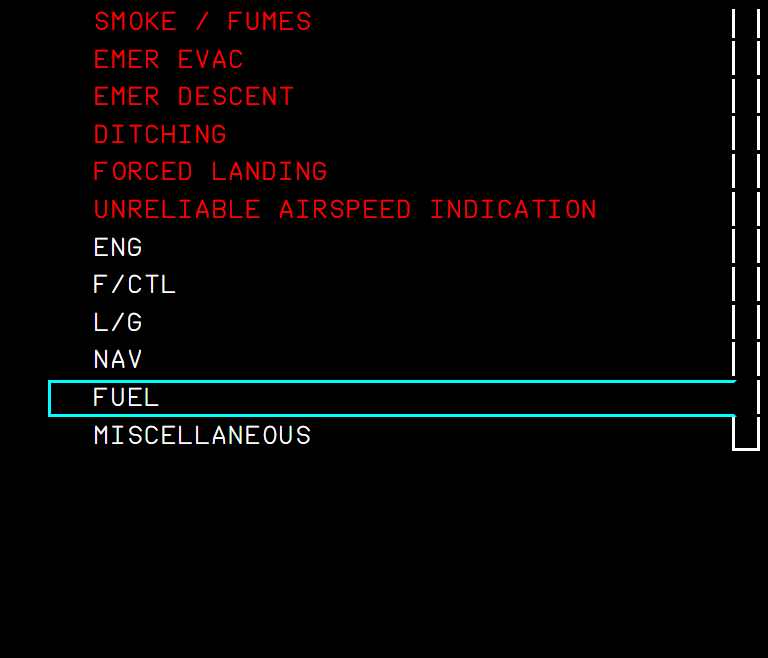 SMOKE / FUMES
EMER EVAC
EMER DESCENT
DITCHING
FORCED LANDING
UNRELIABLE AIRSPEED INDICATION
ENG
F/CTL
L/G
NAV
FUEL
MISCELLANEOUS